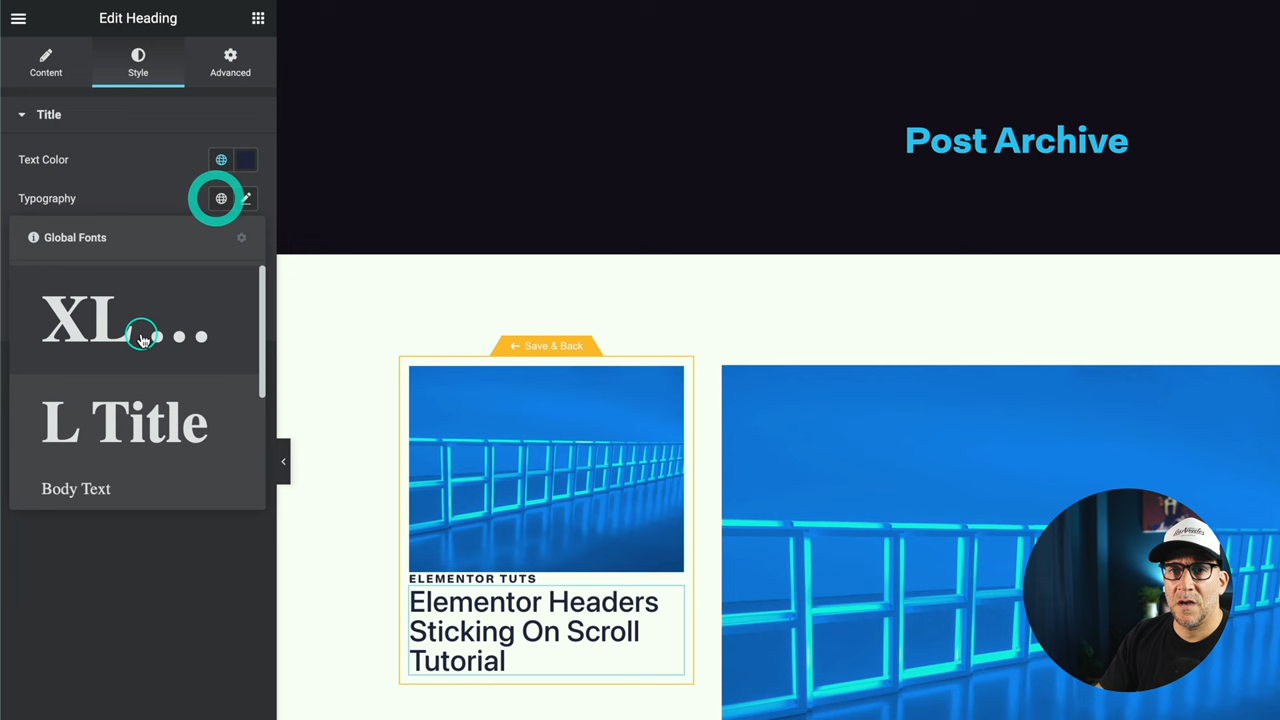 Edit Heading
Content
Style
Advanced
Title
Text Color
Typography
Global Fonts
XL ...
L Title
Body Text
Post Archive
Save & Back
ELEMENTOR TUTS
Elementor Headers
Sticking On Scroll
Tutorial